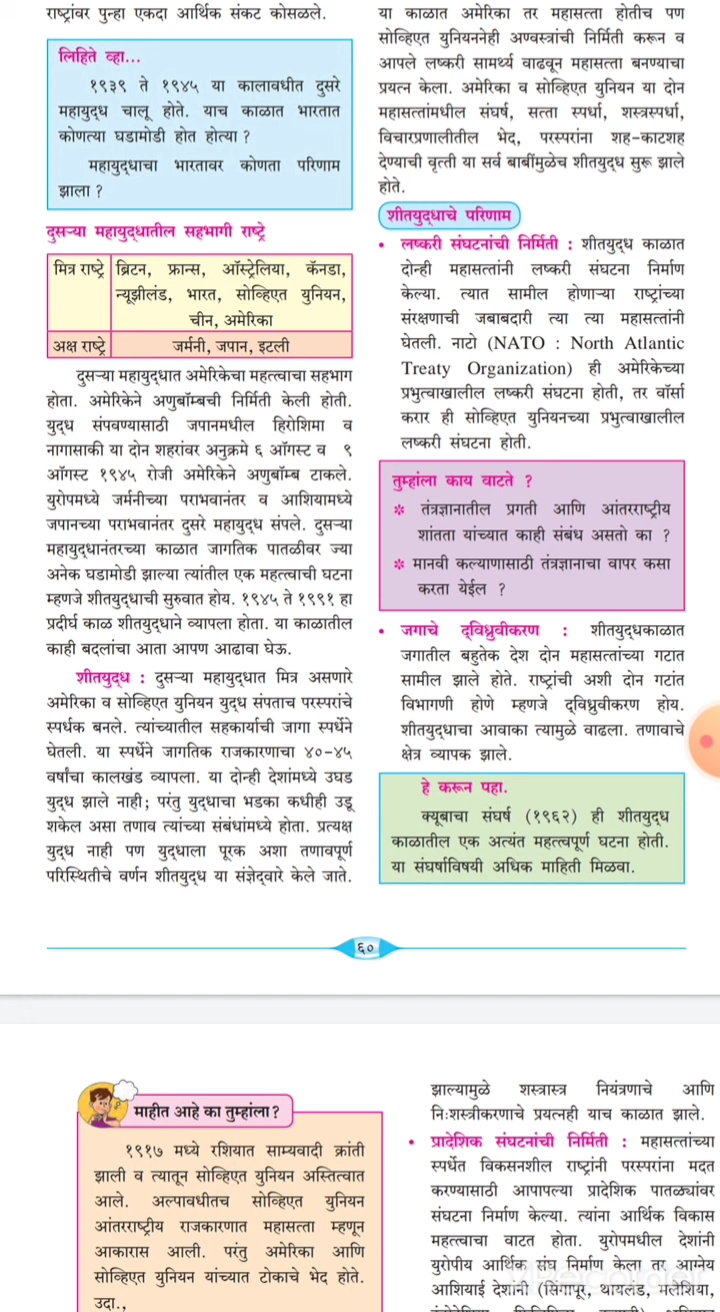 राष्ट्रांवर पुन्हा एकदा आर्थिक संकट कोसळले.
लिहिते व्हा...
१९३९ ते १९४५ या कालावधीत दुसरे
महायुद्ध चालू होते. याच काळात भारतात
कोणत्या घडामोडी होत होत्या ?
महायुद्धाचा भारतावर कोणता परिणाम
झाला ?
दुसऱ्या महायुद्धातील सहभागी राष्ट्रे
मित्र राष्ट्रे ब्रिटन, फ्रान्स, ऑस्ट्रेलिया, कॅनडा,
न्यूझीलंड, भारत, सोव्हिएत युनियन,
चीन, अमेरिका
अक्ष राष्ट्रे जर्मनी, जपान, इटली
दुसऱ्या महायुद्धात अमेरिकेचा महत्वाचा सहभाग
होता. अमेरिकेने अणुबॉम्बची निर्मिती केली होती.
युद्ध संपवण्यासाठी जपानमधील हिरोशिमा व
नागासाकी या दोन शहरांवर अनुक्रमे ६ ऑगस्ट व ९
ऑगस्ट १९४५ रोजी अमेरिकेने अणुबॉम्ब टाकले.
युरोपमध्ये जर्मनीच्या पराभवानंतर व आशियामध्ये
जपानच्या पराभवानंतर दुसरे महायुद्ध संपले. दुसऱ्या
महायुद्धानंतरच्या काळात जागतिक पातळीवर ज्या
अनेक घडामोडी झाल्या त्यांतील एक महत्त्वाची घटना
म्हणजे शीतयुद्धाची सुरुवात होय. १९४५ ते १९९१ हा
प्रदीर्घ काळ शीतयुद्धाने व्यापला होता. या काळातील
काही बदलांचा आता आपण आढावा घेऊ.
शीतयुद्ध : दुसऱ्या महायुद्धात मित्र असणारे
अमेरिका व सोव्हिएत युनियन युद्ध संपताच परस्परांचे
स्पर्धक बनले. त्यांच्यातील सहकार्याची जागा स्पर्धेने
घेतली. या स्पर्धेने जागतिक राजकारणाचा ४०-४५
वर्षांचा कालखंड व्यापला. या दोन्ही देशांमध्ये उघड
युद्ध झाले नाही; परंतु युद्धाचा भडका कधीही उडू
शकेल असा तणाव त्यांच्या संबंधांमध्ये होता. प्रत्यक्ष
युद्ध नाही पण युद्धाला पूरक अशा तणावपूर्ण
परिस्थितीचे वर्णन शीतयुद्ध या संज्ञेद्वारे केले जाते.
या काळात अमेरिका तर महासत्ता होतीच पण
सोव्हिएत युनियननेही अण्वस्त्रांची निर्मिती करून व
आपले लष्करी सामर्थ्य वाढवून महासत्ता बनण्याचा
प्रयत्न केला. अमेरिका व सोव्हिएत युनियन या दोन
महासत्तांमधील संघर्ष, सत्ता स्पर्धा, शस्त्रस्पर्धा,
विचारप्रणालीतील भेद, परस्परांना शह-काटशह
देण्याची वृत्ती या सर्व बाबींमुळेच शीतयुद्ध सुरू झाले
होते.
शीतयुद्धाचे परिणाम
• लष्करी संघटनांची निर्मिती : शीतयुद्ध काळात
दोन्ही महासत्तांनी लष्करी संघटना निर्माण
केल्या. त्यात सामील होणाऱ्या राष्ट्रांच्या
संरक्षणाची जबाबदारी त्या त्या महासत्तांनी
घेतली. नाटो (NATO : North Atlantic
Treaty Organization) ही अमेरिकेच्या
प्रभुत्वाखालील लष्करी संघटना होती, तर वॉर्सा
करार ही सोव्हिएत युनियनच्या प्रभुत्वाखालील
लष्करी संघटना होती.
तुम्हांला काय वाटते ?
❉ तंत्रज्ञानातील प्रगती आणि आंतरराष्ट्रीय
शांतता यांच्यात काही संबंध असतो का ?
❉ मानवी कल्याणासाठी तंत्रज्ञानाचा वापर कसा
करता येईल ?
• जगाचे द्विध्रुवीकरण : शीतयुद्धकाळात
जगातील बहुतेक देश दोन महासत्तांच्या गटात
सामील झाले होते. राष्ट्रांची अशी दोन गटांत
विभागणी होणे म्हणजे द्विध्रुवीकरण होय.
शीतयुद्धाचा आवाका त्यामुळे वाढला. तणावाचे
क्षेत्र व्यापक झाले.
हे करून पहा.
क्यूबाचा संघर्ष (१९६२) ही शीतयुद्ध
काळातील एक अत्यंत महत्त्वपूर्ण घटना होती.
या संघर्षाविषयी अधिक माहिती मिळवा.
६०
माहीत आहे का तुम्हांला ?
१९१७ मध्ये रशियात साम्यवादी क्रांती
झाली व त्यातून सोव्हिएत युनियन अस्तित्वात
आले. अल्पावधीतच सोव्हिएत युनियन
आंतरराष्ट्रीय राजकारणात महासत्ता म्हणून
आकारास आली. परंतु अमेरिका आणि
सोव्हिएत युनियन यांच्यात टोकाचे भेद होते.
उदा.,
झाल्यामुळे शस्त्रास्त्र नियंत्रणाचे आणि
निःशस्त्रीकरणाचे प्रयत्नही याच काळात झाले.
• प्रादेशिक संघटनांची निर्मिती : महासत्तांच्या
स्पर्धेत विकसनशील राष्ट्रांनी परस्परांना मदत
करण्यासाठी आपापल्या प्रादेशिक पातळ्यांवर
संघटना निर्माण केल्या. त्यांना आर्थिक विकास
महत्त्वाचा वाटत होता. युरोपमधील देशांनी
युरोपीय आर्थिक संघ निर्माण केला तर आग्नेय
आशियाई देशांनी (सिंगापूर, थायलंड, मलेशिया,